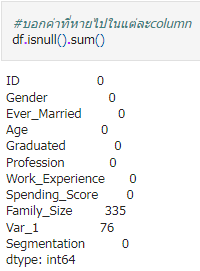 #บอกค่าที่หายไปในแต่ละcolumn
df.isnull().sum()
ID 0
Gender 0
Ever_Married 0
Age 0
Graduated 0
Profession 0
Work_Experience 0
Spending_Score 0
Family_Size 335
Var_1 76
Segmentation 0
dtype: int64